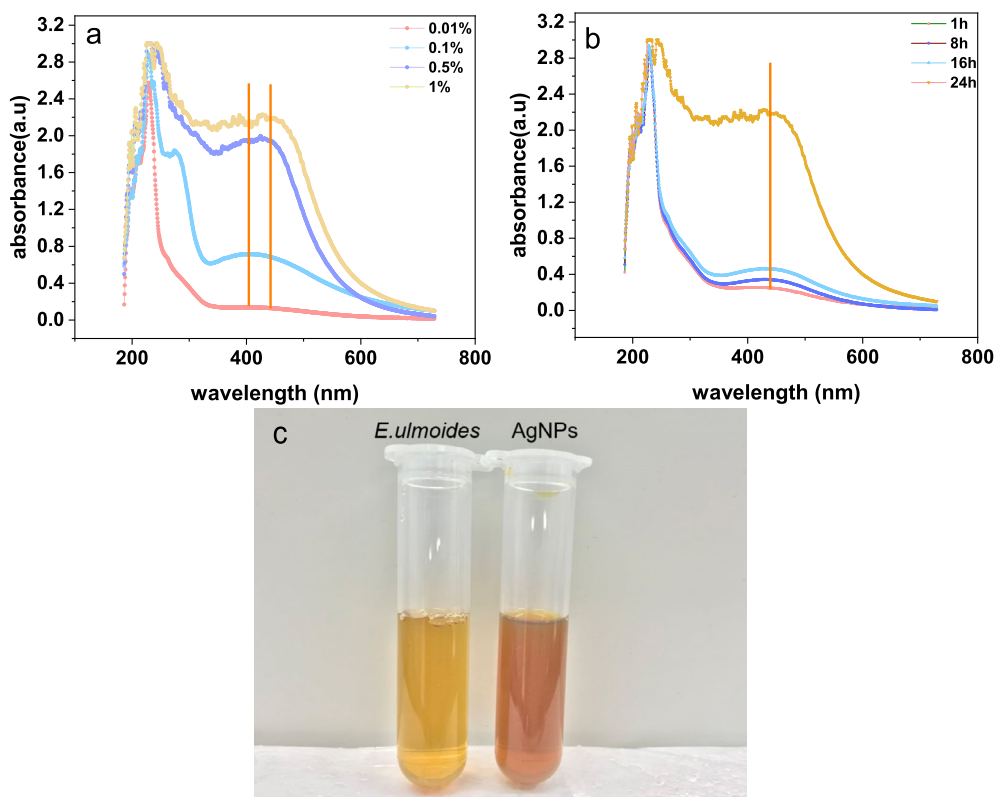 a
0.01%
0.1%
0.5%
1%
3.2
2.8
2.4
2.0
1.6
1.2
0.8
0.4
0.0
absorbance(a.u)
200
400
600
800
wavelength (nm)
b
1h
8h
16h
24h
3.2
2.8
2.4
2.0
1.6
1.2
0.8
0.4
0.0
absorbance(a.u)
200
400
600
800
wavelength (nm)
c
E.ulmoides
AgNPs